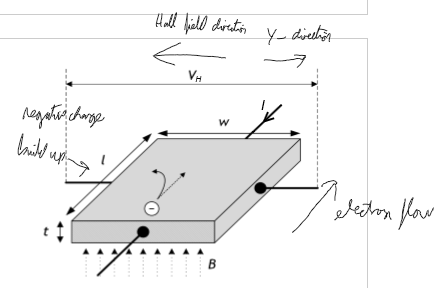 Hall field direction
Y - direction
V_H
I
negative charge
build up
w
l
−
electron flow
t
B